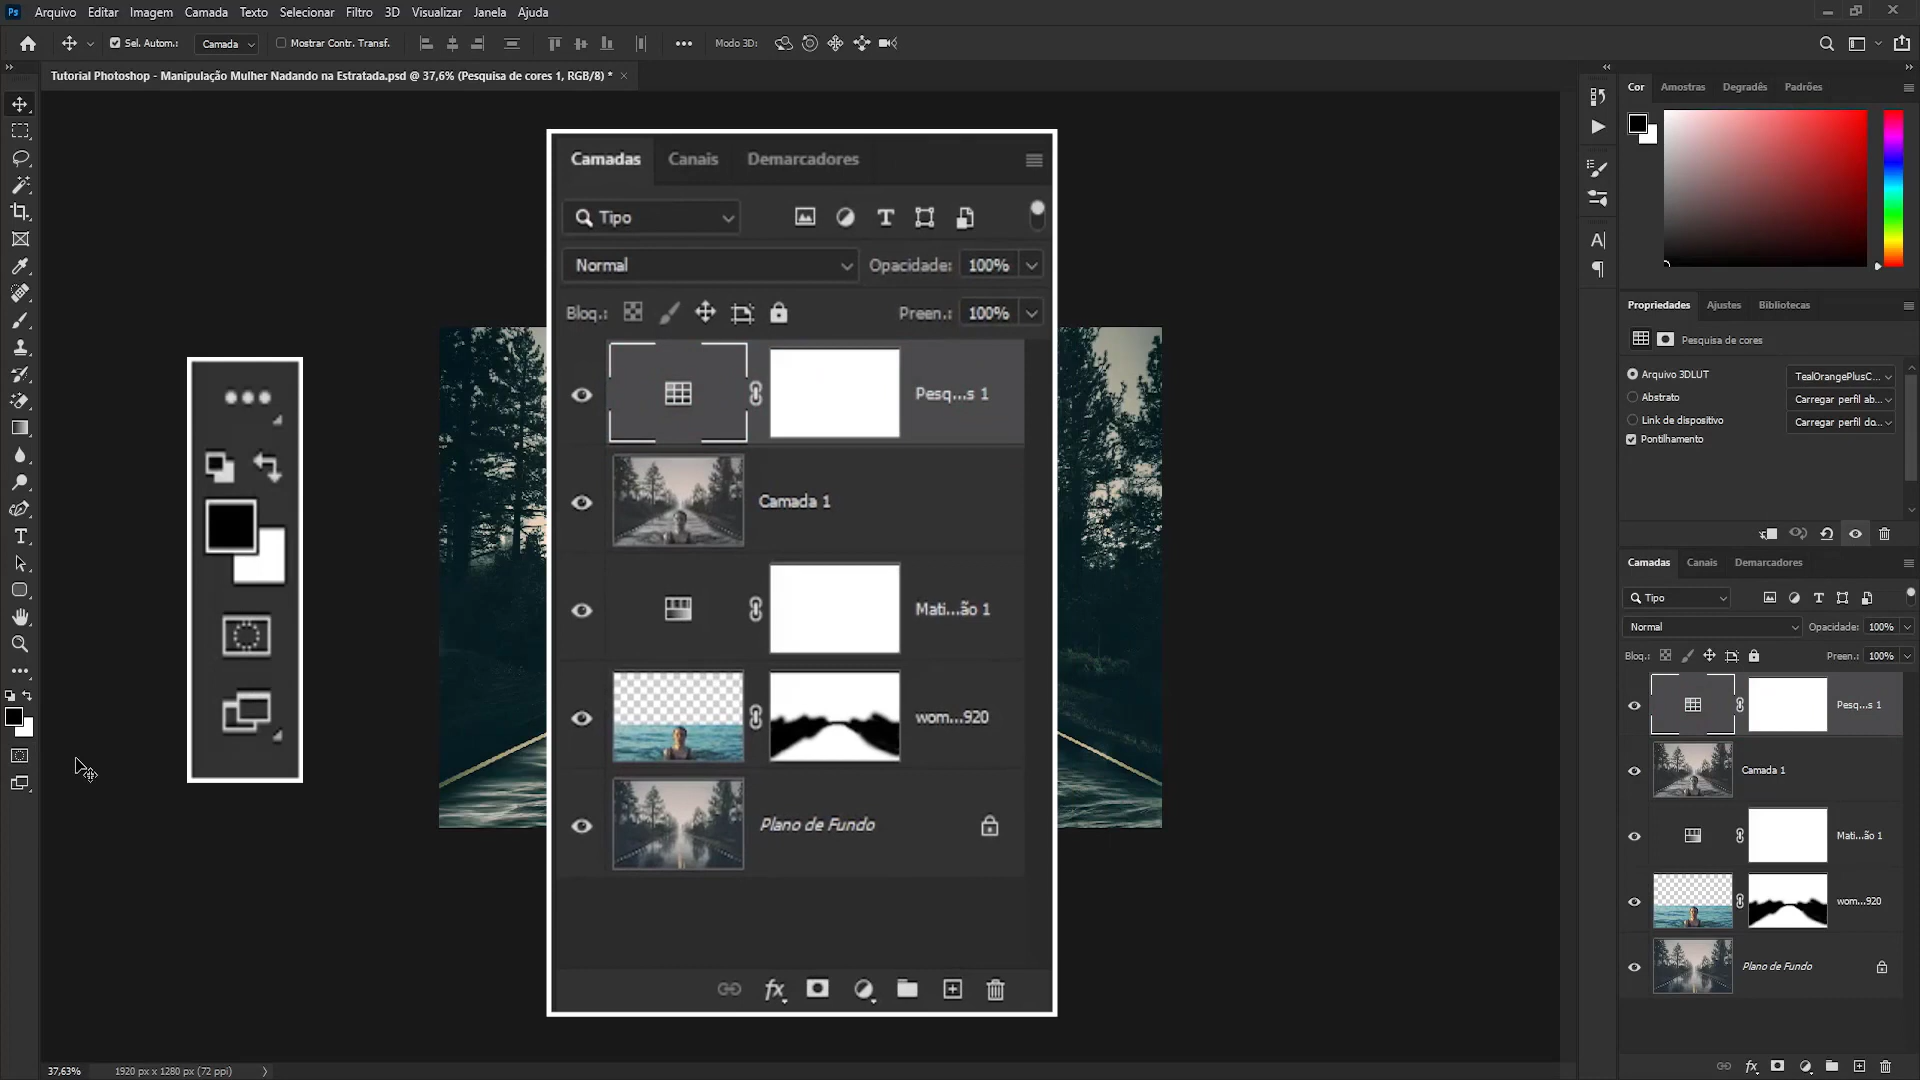 Ps Arquivo Editar Imagem Camada Texto Selecionar Filtro 3D Visualizar Janela Ajuda
Sel. Autom.: Camada Mostrar Contr. Transf. Modo 3D:
Tutorial Photoshop - Manipulação Mulher Nadando na Estratada.psd @ 37,6% (Pesquisa de cores 1, RGB/8) *
Camadas Canais Demarcadores
Tipo
Normal Opacidade: 100%
Bloq.: Preen.: 100%
Pesq...s 1
Camada 1
Mati...ão 1
wom...920
Plano de Fundo
fx
Cor Amostras Degradês Padrões
Propriedades Ajustes Bibliotecas
Pesquisa de cores
Arquivo 3DLUT TealOrangePlusC...
Abstrato Carregar perfil ab...
Link de dispositivo Carregar perfil do...
Pontilhamento
Camadas Canais Demarcadores
Tipo
Normal Opacidade: 100%
Bloq.: Preen.: 100%
Pesq...s 1
Camada 1
Mati...ão 1
wom...920
Plano de Fundo
fx
37,63% 1920 px x 1280 px (72 ppi)